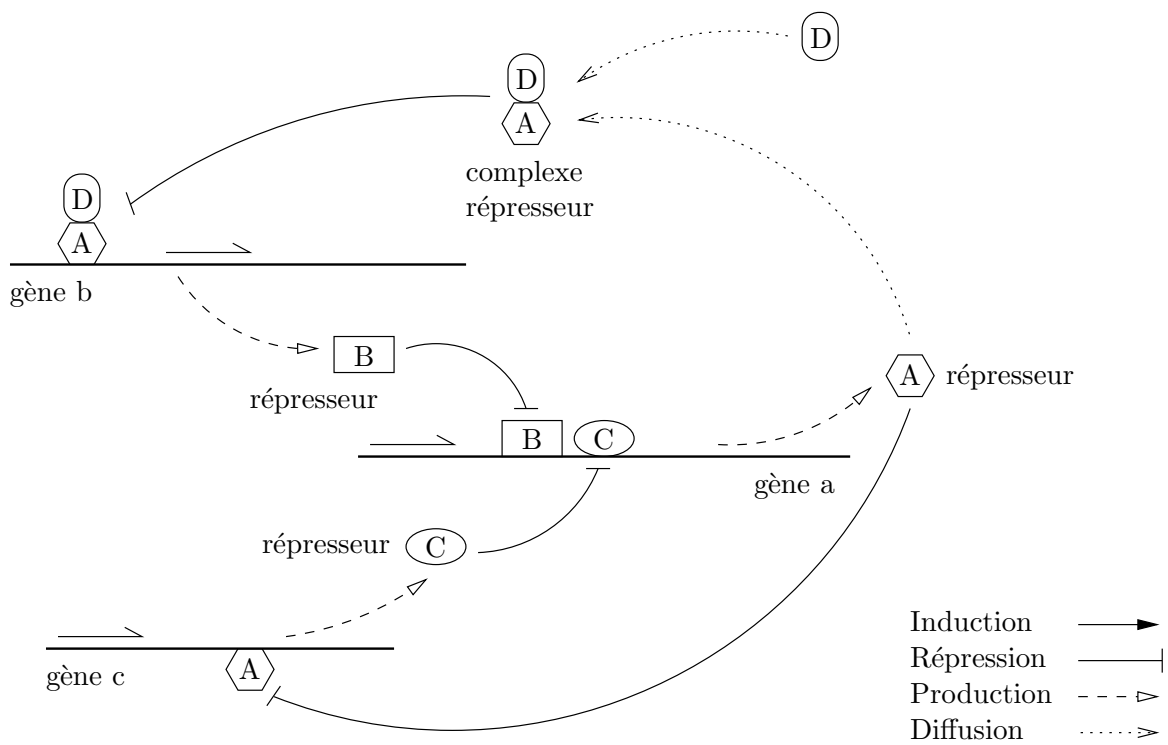 D
D
A
complexe
répresseur
D
A
gène b
B
répresseur
A répresseur
B C
gène a
répresseur C
A
gène c
Induction
Répression
Production
Diffusion